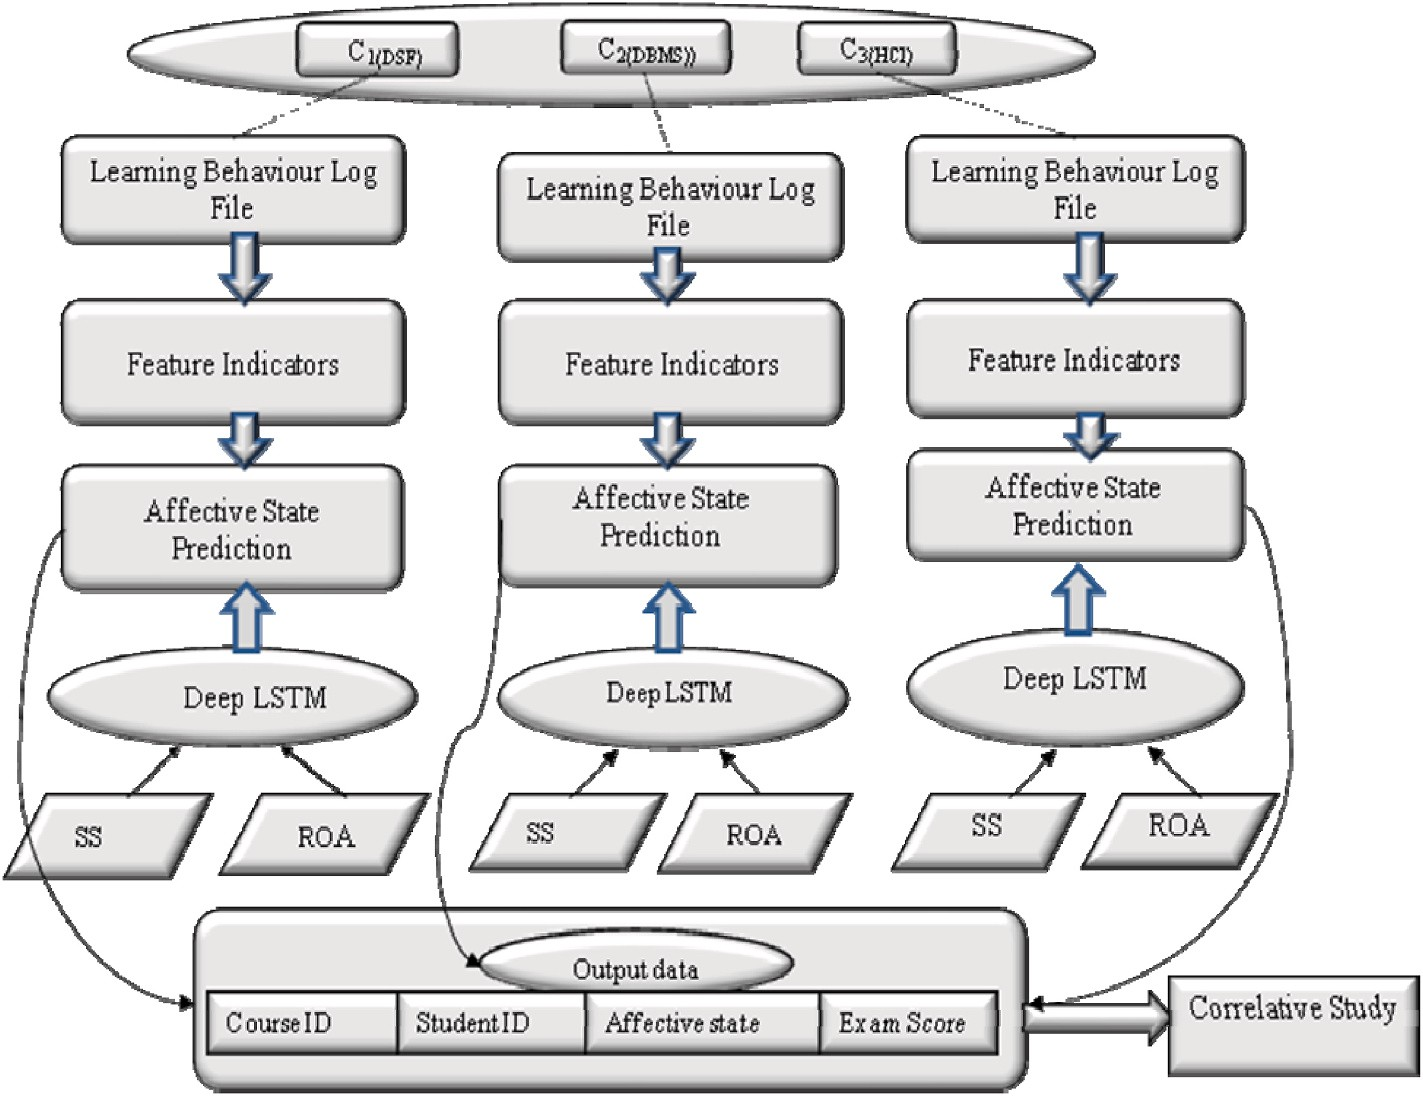 C1(DSF)
C2(DBMS))
C3(HCI)
Learning Behaviour Log
File
Learning Behaviour Log
File
Learning Behaviour Log
File
Feature Indicators
Feature Indicators
Feature Indicators
Affective State
Prediction
Affective State
Prediction
Affective State
Prediction
Deep LSTM
Deep LSTM
Deep LSTM
SS
ROA
SS
ROA
SS
ROA
Output data
Course ID
Student ID
Affective state
Exam Score
Correlative Study